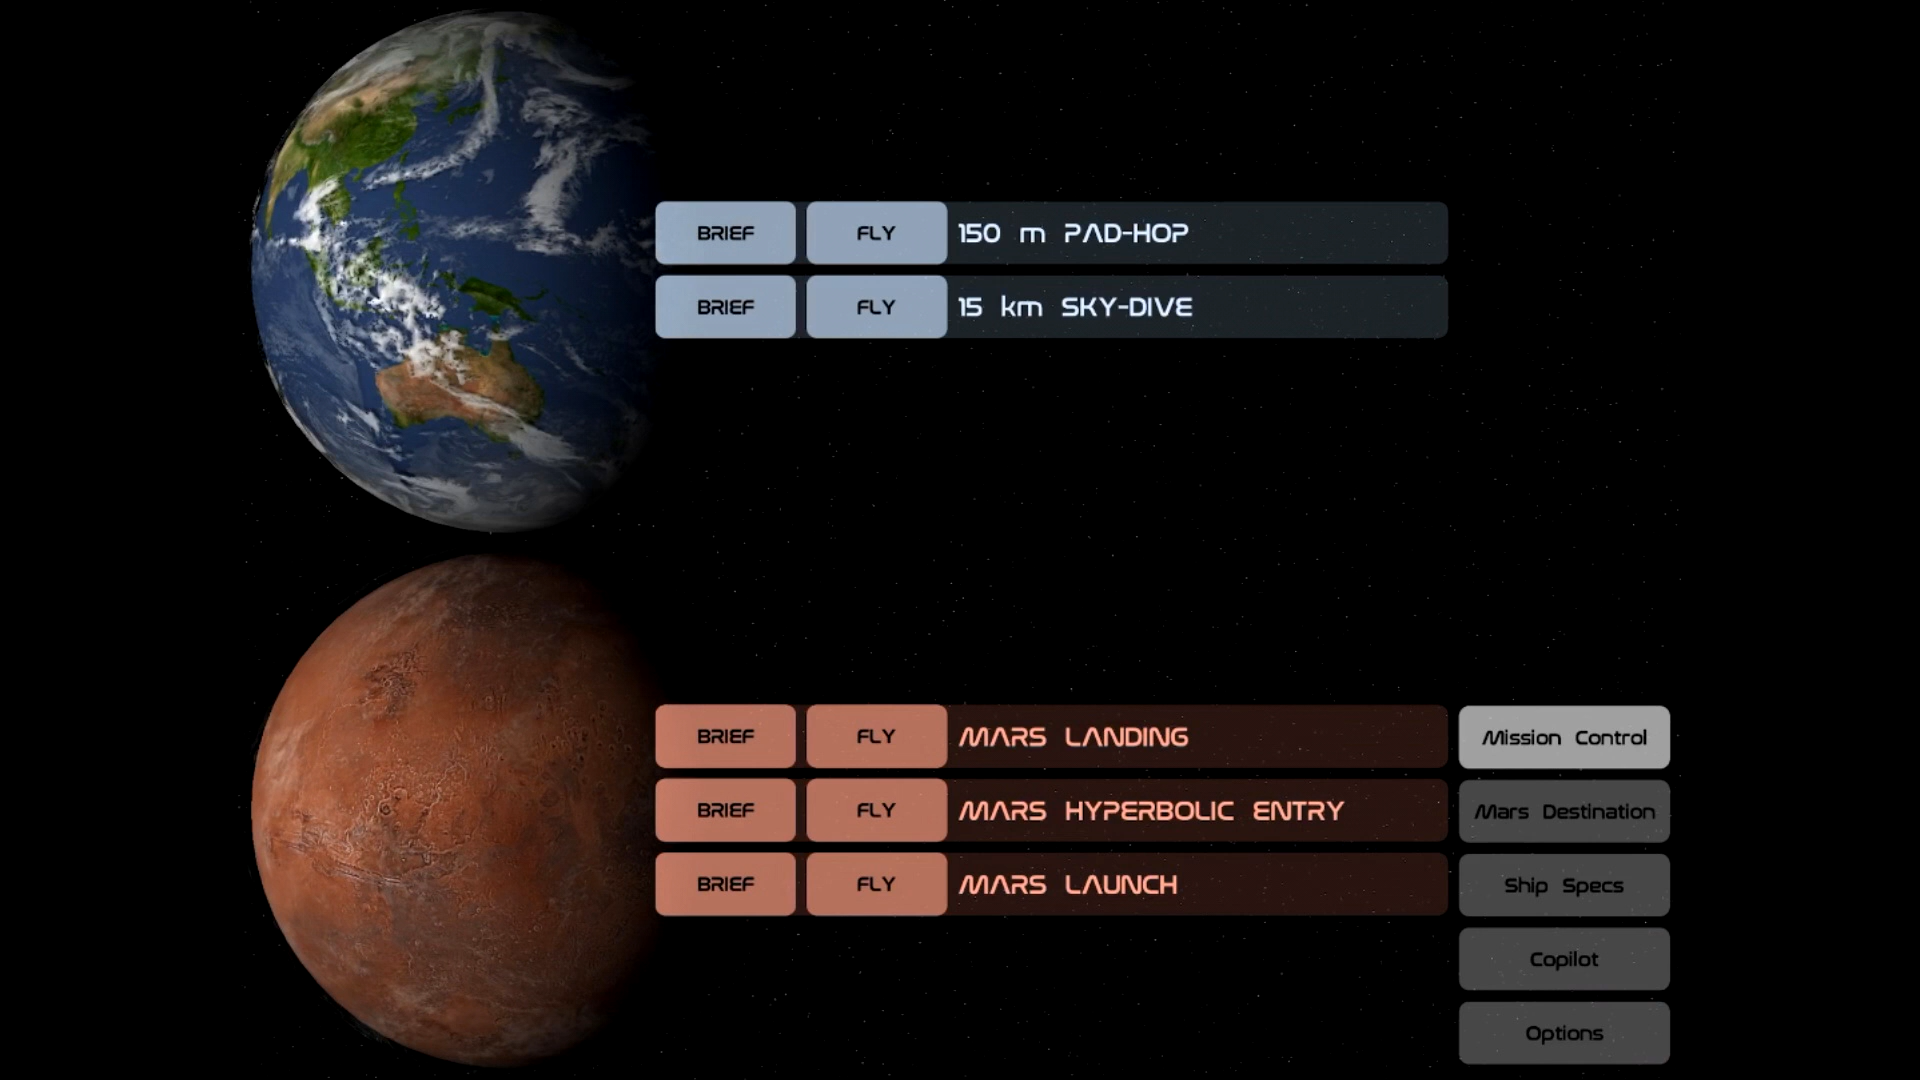 BRIEF FLY 150 m PAD-HOP
BRIEF FLY 15 km SKY-DIVE
BRIEF FLY MARS LANDING Mission Control
BRIEF FLY MARS HYPERBOLIC ENTRY Mars Destination
BRIEF FLY MARS LAUNCH Ship Specs
Copilot
Options